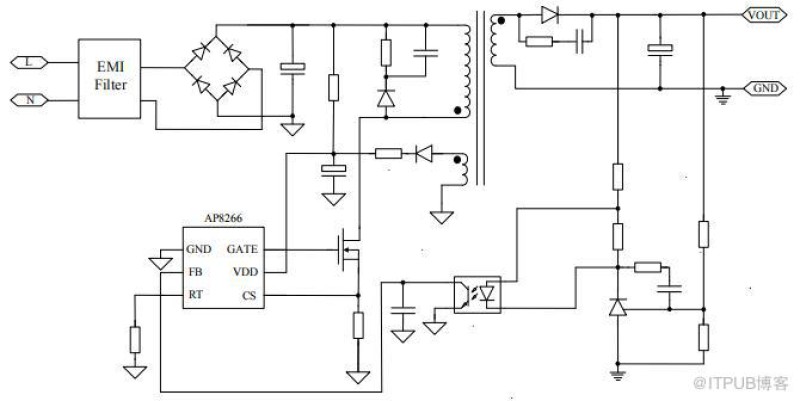 L
N
EMI
Filter
VOUT
GND
AP8266
GND GATE
FB VDD
RT CS
@ITPUB博客